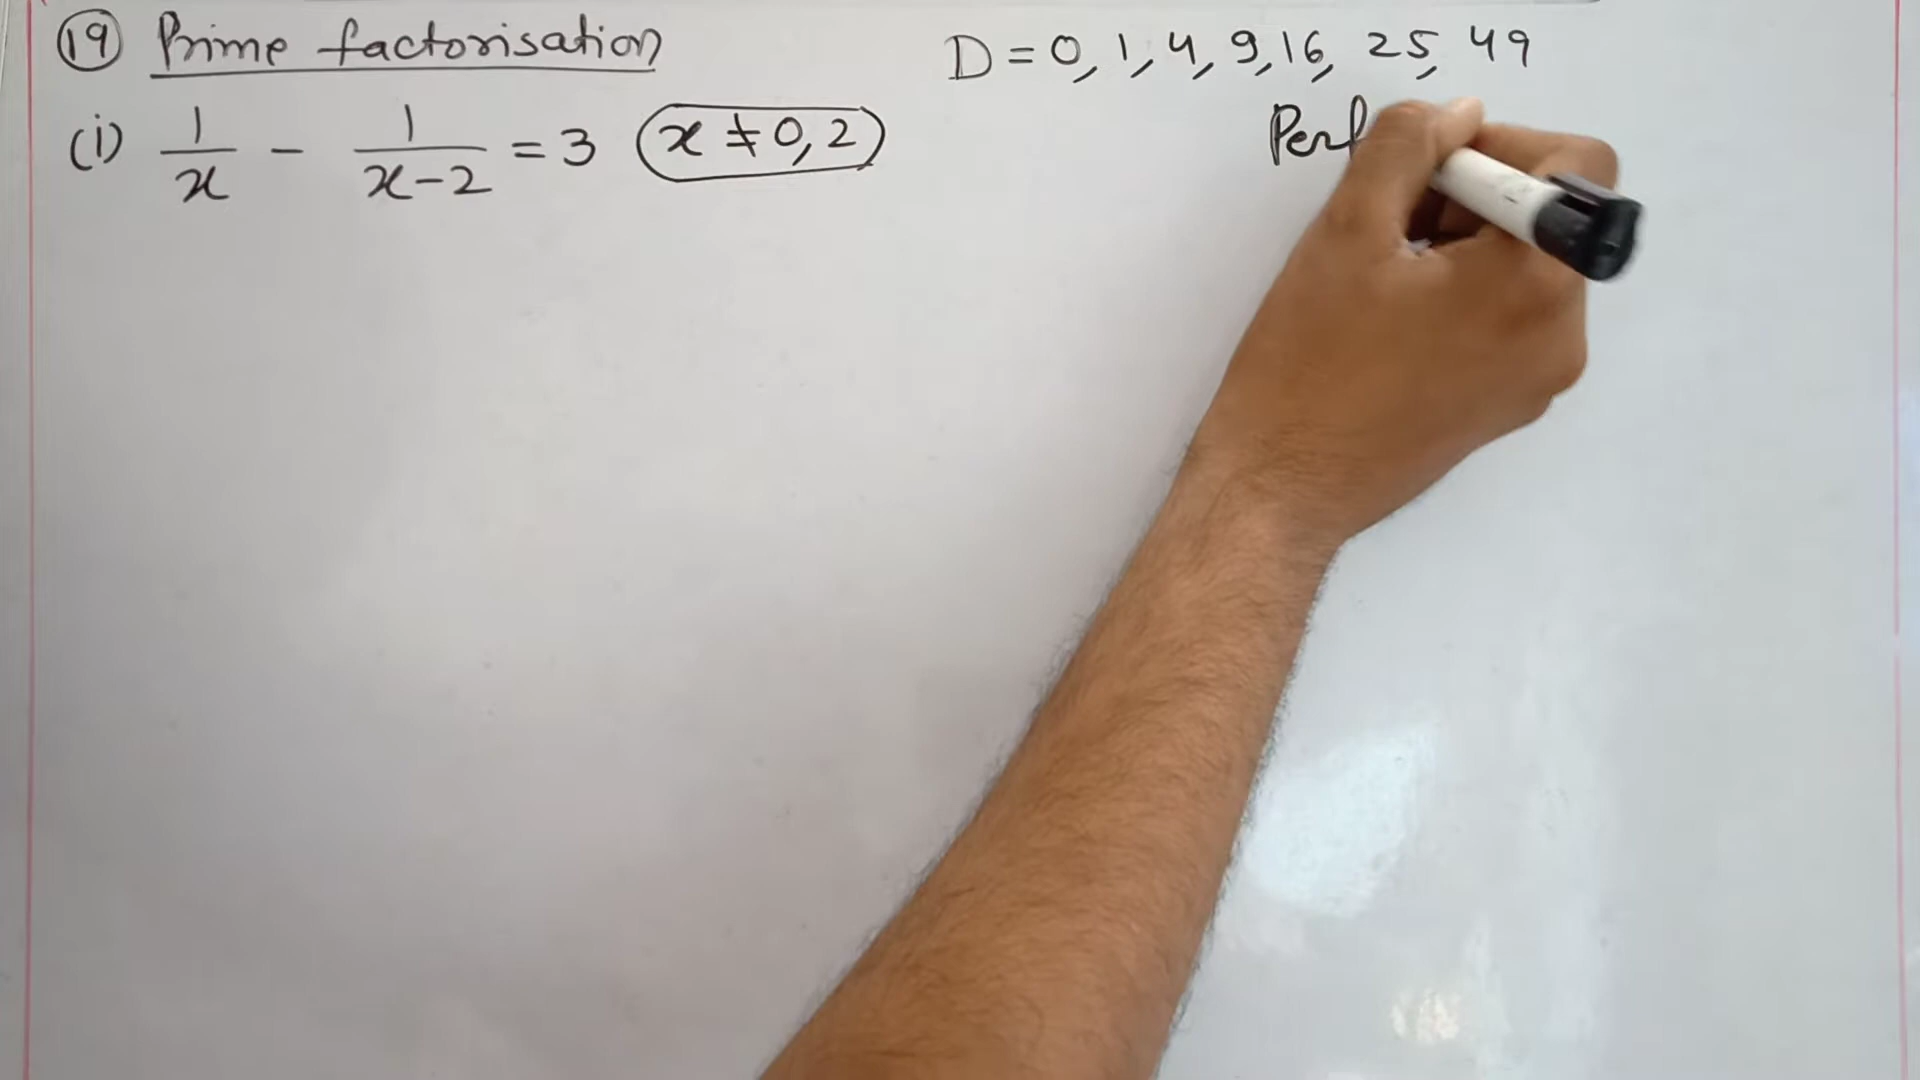 19 Prime factorisation
(i) 1/x - 1/(x-2) = 3 x ≠ 0, 2
D = 0, 1, 4, 9, 16, 25, 49
Perf